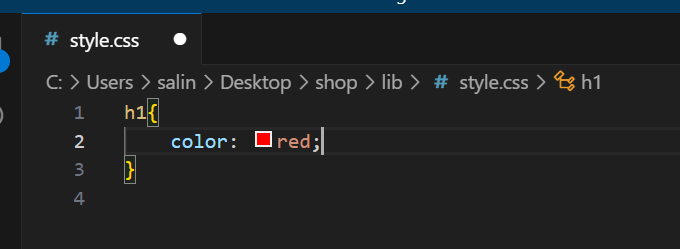 # style.css
C: > Users > salin > Desktop > shop > lib > # style.css > h1
1 h1{
2 color: red;
3 }
4